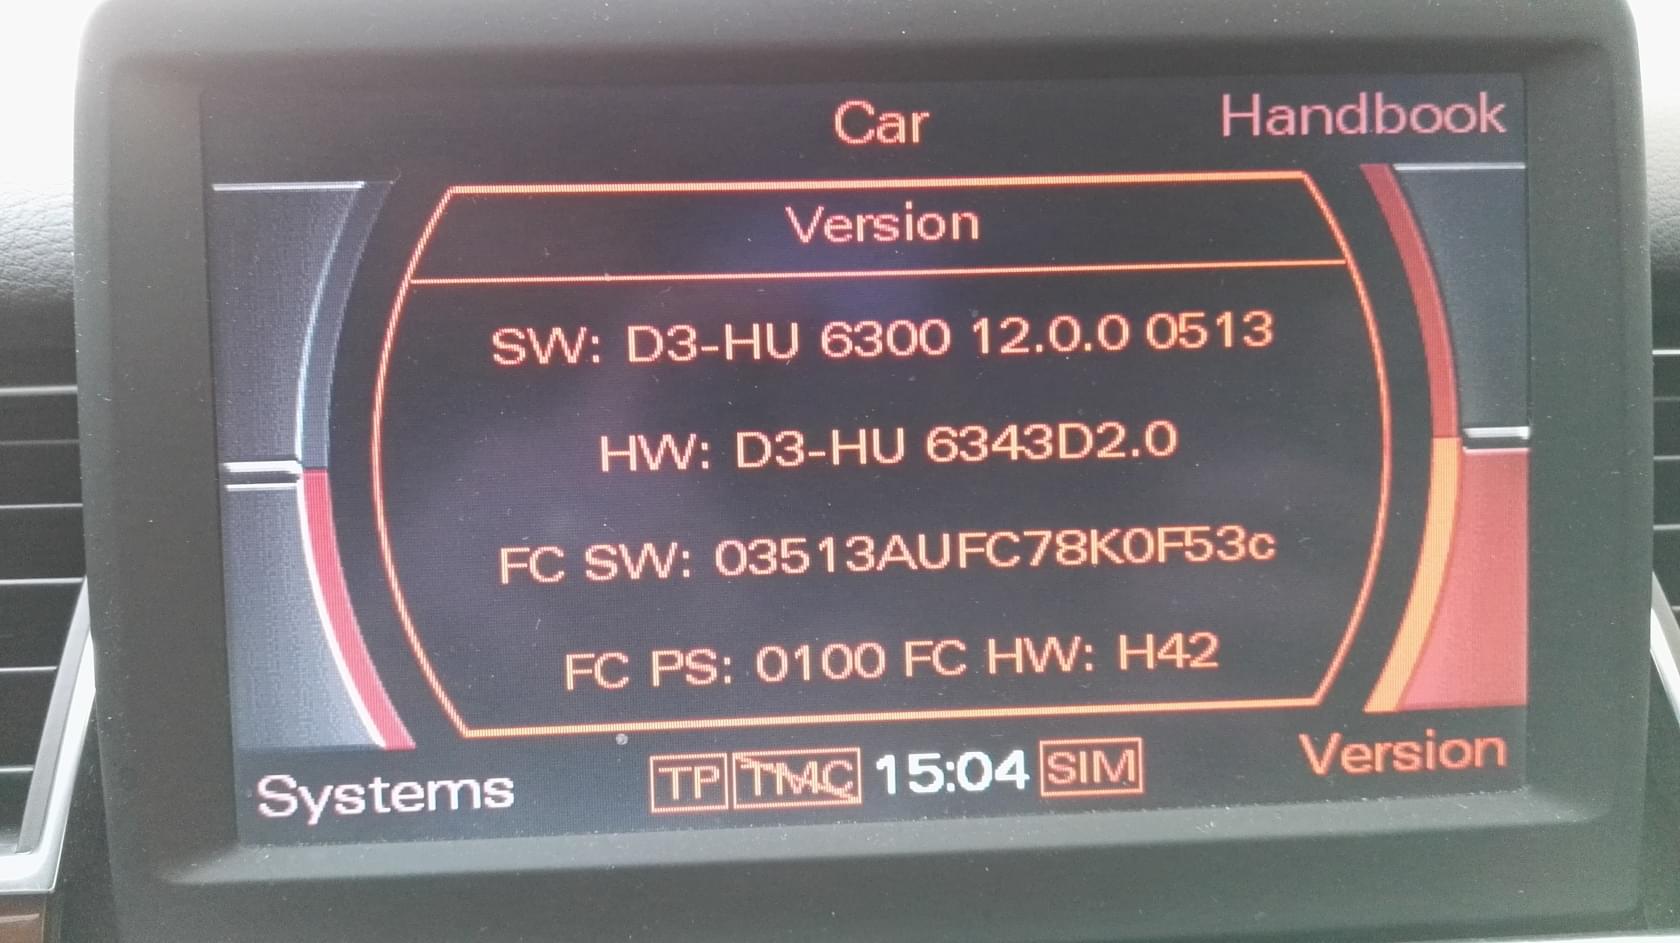 Car
Handbook
Version
SW: D3-HU 6300 12.0.0 0513
HW: D3-HU 6343D2.0
FC SW: 03513AUFC78K0F53c
FC PS: 0100 FC HW: H42
Systems
TP TMC 15:04 SIM
Version